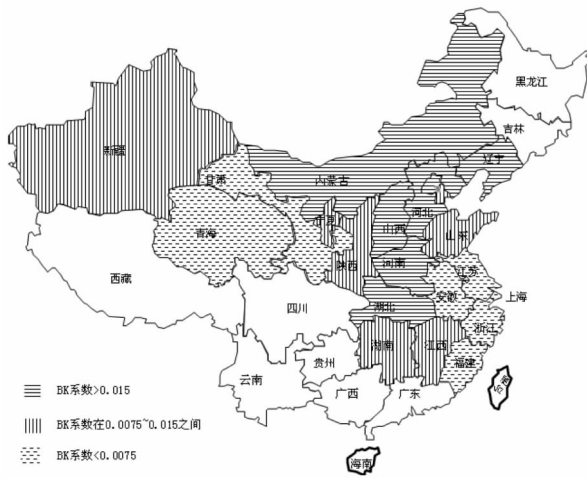 黑龙江
吉林
辽宁
新疆
内蒙古
甘肃
宁夏
河北
山西
山东
青海
陕西
河南
江苏
西藏
安徽
上海
四川
湖北
浙江
湖南
江西
贵州
福建
云南
广西
广东
台湾
海南
BK系数>0.015
BK系数在0.0075~0.015之间
BK系数<0.0075